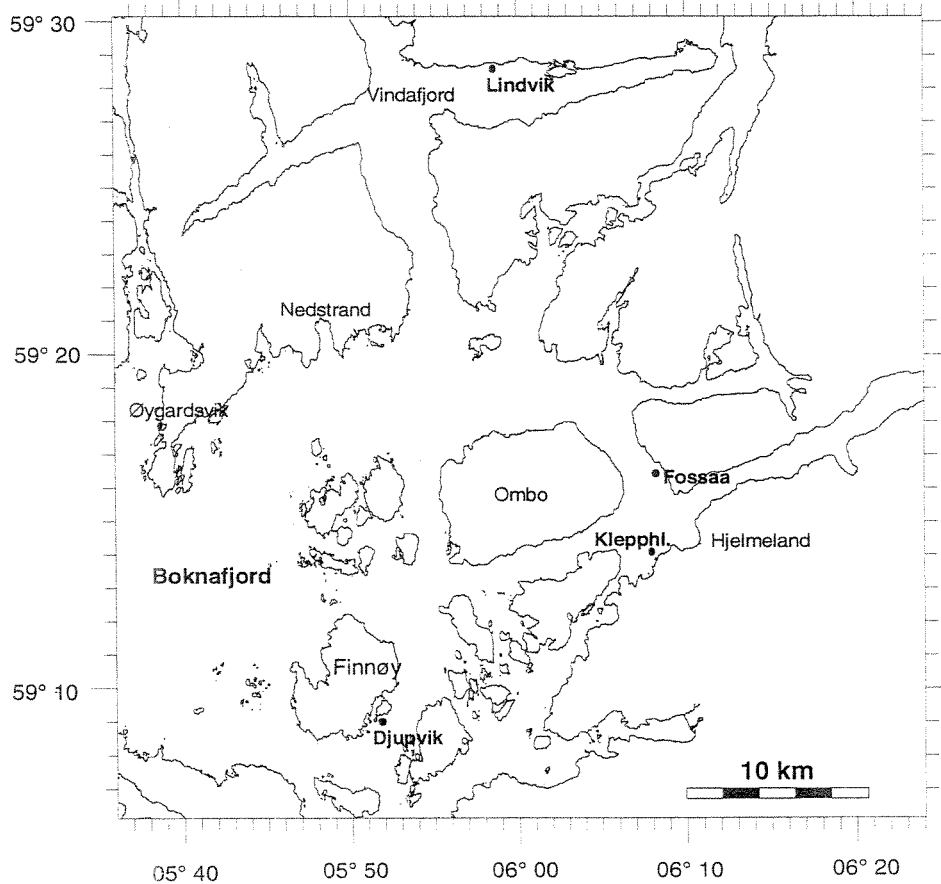 59° 30
Lindvik
Vindafjord
Nedstrand
59° 20
Øygardsvik
Fossaa
Ombo
Klepphl.
Hjelmeland
Boknafjord
Finnøy
59° 10
Djupvik
10 km
05° 40
05° 50
06° 00
06° 10
06° 20